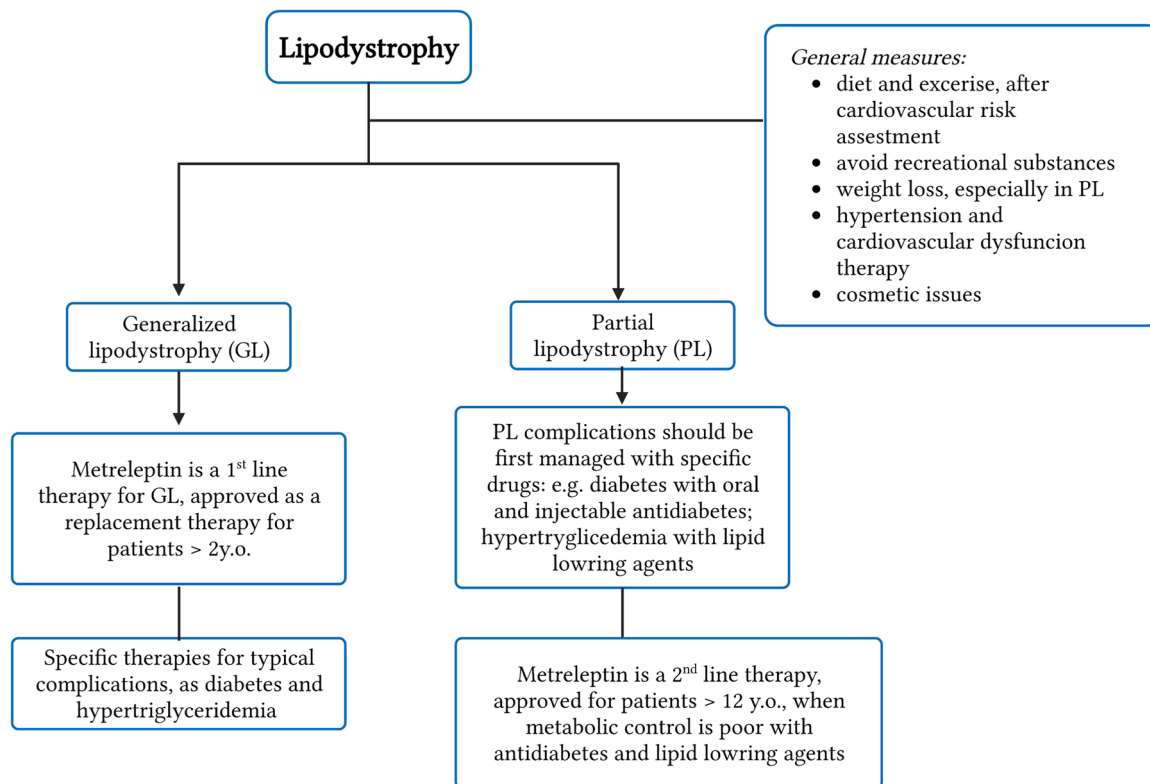 Lipodystrophy
General measures:
• diet and excerise, after
cardiovascular risk
assestment
• avoid recreational substances
• weight loss, especially in PL
• hypertension and
cardiovascular dysfuncion
therapy
• cosmetic issues
Generalized
lipodystrophy (GL)
Partial
lipodystrophy (PL)
Metreleptin is a 1st line
therapy for GL, approved as a
replacement therapy for
patients > 2y.o.
PL complications should be
first managed with specific
drugs: e.g. diabetes with oral
and injectable antidiabetes;
hypertryglicedemia with lipid
lowring agents
Specific therapies for typical
complications, as diabetes and
hypertriglyceridemia
Metreleptin is a 2nd line therapy,
approved for patients > 12 y.o., when
metabolic control is poor with
antidiabetes and lipid lowring agents